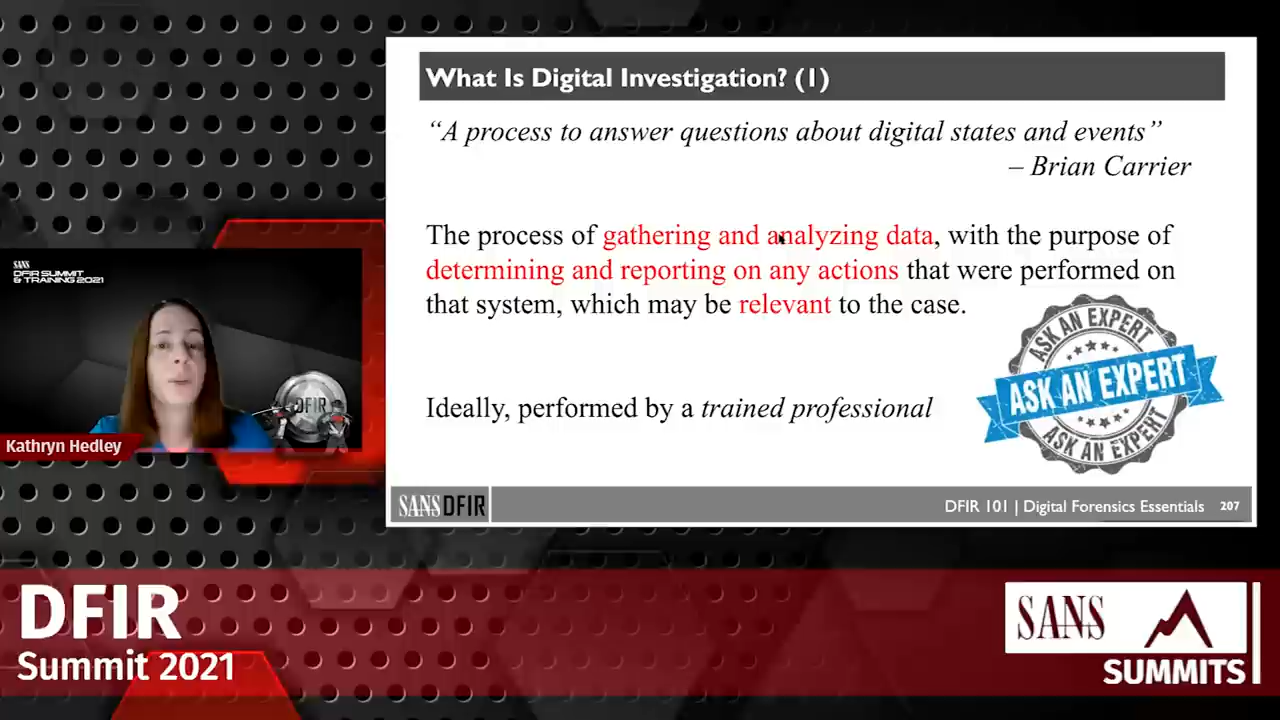 What Is Digital Investigation? (1)
“A process to answer questions about digital states and events”
– Brian Carrier
The process of gathering and analyzing data, with the purpose of
determining and reporting on any actions that were performed on
that system, which may be relevant to the case.
Ideally, performed by a trained professional
ASK AN EXPERT
ASK AN EXPERT
ASK AN EXPERT
SANS DFIR
DFIR 101 | Digital Forensics Essentials 207
SANS
DFIR SUMMIT
& TRAINING 2021
DFIR
Kathryn Hedley
DFIR
Summit 2021
SANS
SUMMITS